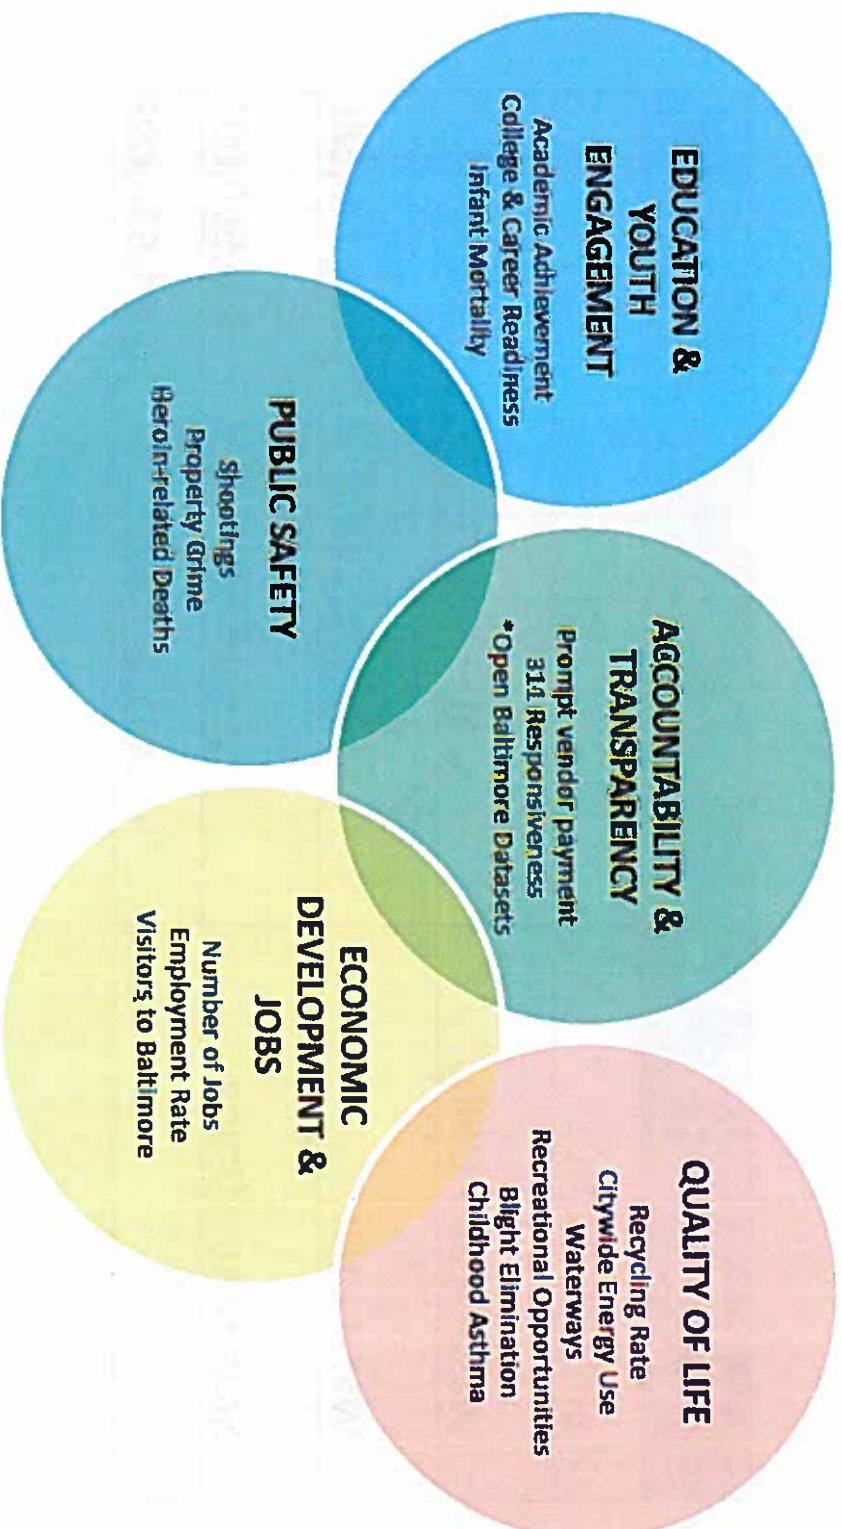 EDUCATION &
YOUTH
ENGAGEMENT
Academic Achievement
College & Career Readiness
Infant Mortality
PUBLIC SAFETY
Shootings
Property Crime
Heroin-related Deaths
ACCOUNTABILITY &
TRANSPARENCY
Prompt vendor payment
311 Responsiveness
*Open Baltimore Datasets
ECONOMIC
DEVELOPMENT &
JOBS
Number of Jobs
Employment Rate
Visitors to Baltimore
QUALITY OF LIFE
Recycling Rate
Citywide Energy Use
Waterways
Recreational Opportunities
Blight Elimination
Childhood Asthma